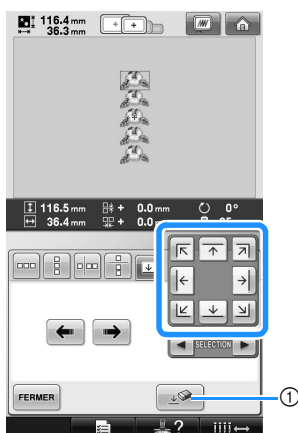 116.4 mm
36.3 mm
116.5 mm + 0.0 mm 0°
36.4 mm + 0.0
SELECTION
FERMER
1
?